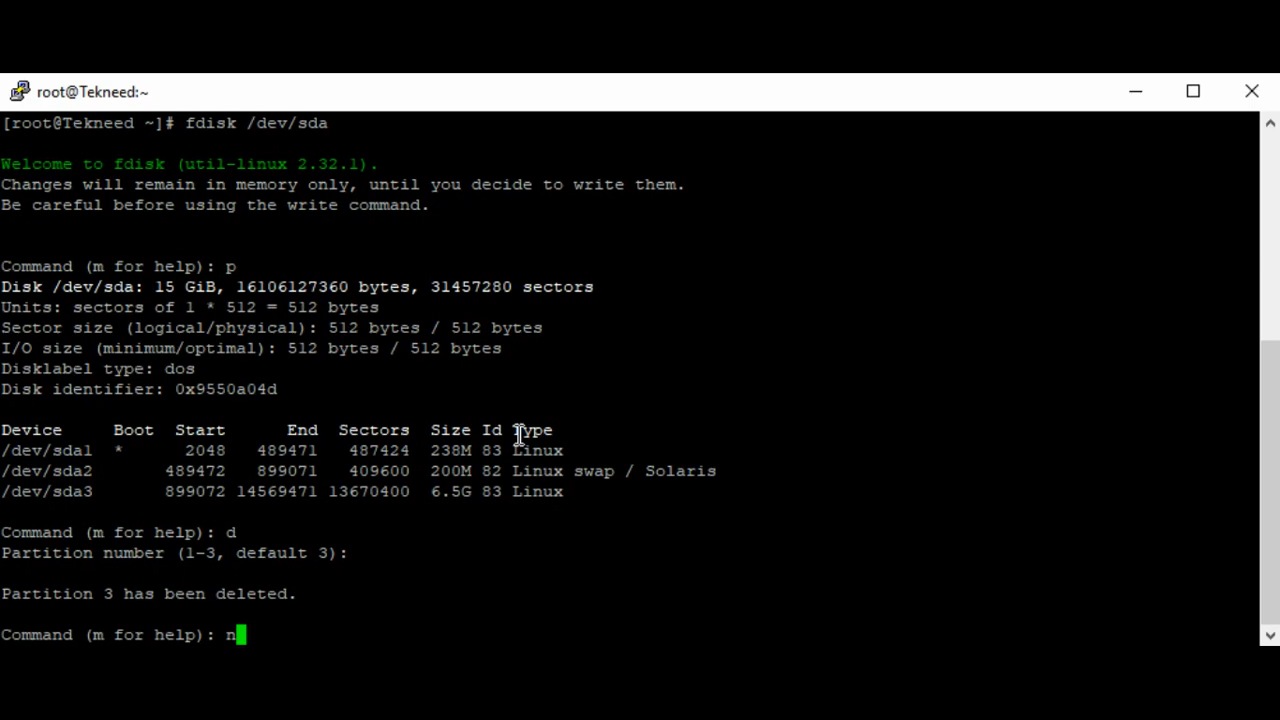 root@Tekneed:~
[root@Tekneed ~]# fdisk /dev/sda
Welcome to fdisk (util-linux 2.32.1).
Changes will remain in memory only, until you decide to write them.
Be careful before using the write command.
Command (m for help): p
Disk /dev/sda: 15 GiB, 16106127360 bytes, 31457280 sectors
Units: sectors of 1 * 512 = 512 bytes
Sector size (logical/physical): 512 bytes / 512 bytes
I/O size (minimum/optimal): 512 bytes / 512 bytes
Disklabel type: dos
Disk identifier: 0x9550a04d
Device     Boot  Start      End  Sectors  Size Id Type
/dev/sda1  *      2048   489471   487424  238M 83 Linux
/dev/sda2       489472   899071   409600  200M 82 Linux swap / Solaris
/dev/sda3       899072 14569471 13670400  6.5G 83 Linux
Command (m for help): d
Partition number (1-3, default 3):
Partition 3 has been deleted.
Command (m for help): n